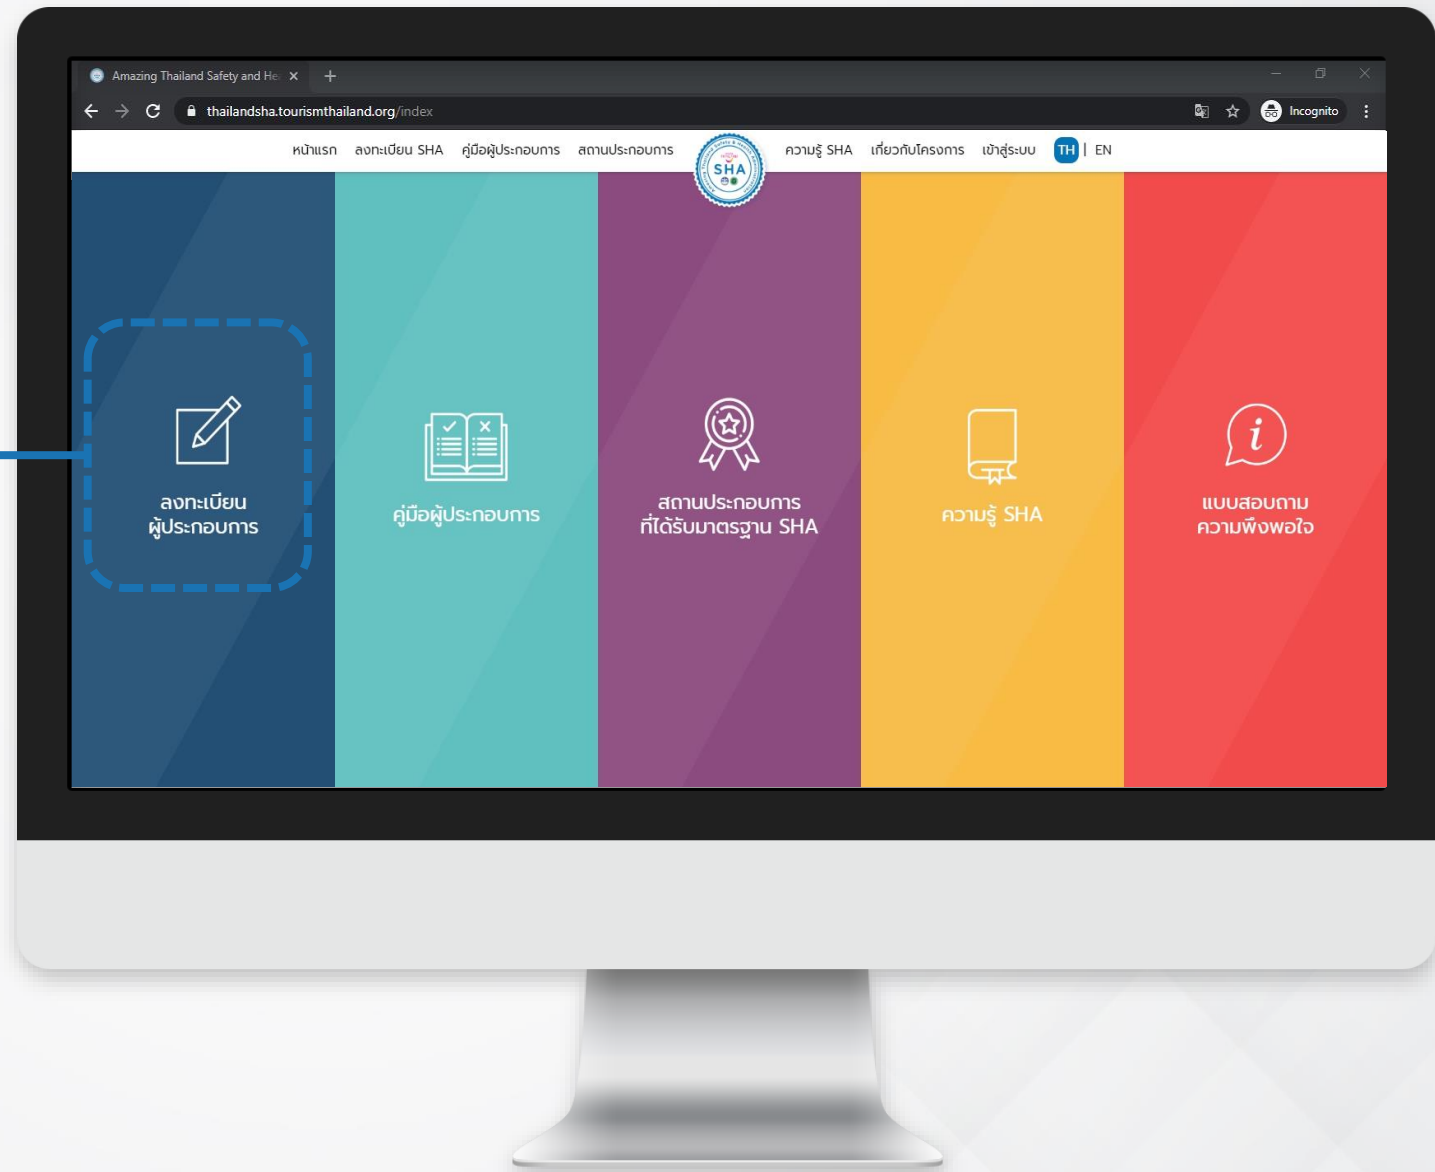 Amazing Thailand Safety and He
thailandsha.tourismthailand.org/index
Incognito
หน้าแรก ลงทะเบียน SHA คู่มือผู้ประกอบการ สถานประกอบการ
SHA
ความรู้ SHA เกี่ยวกับโครงการ เข้าสู่ระบบ TH | EN
ลงทะเบียน
ผู้ประกอบการ
คู่มือผู้ประกอบการ
สถานประกอบการ
ที่ได้รับมาตรฐาน SHA
ความรู้ SHA
แบบสอบถาม
ความพึงพอใจ